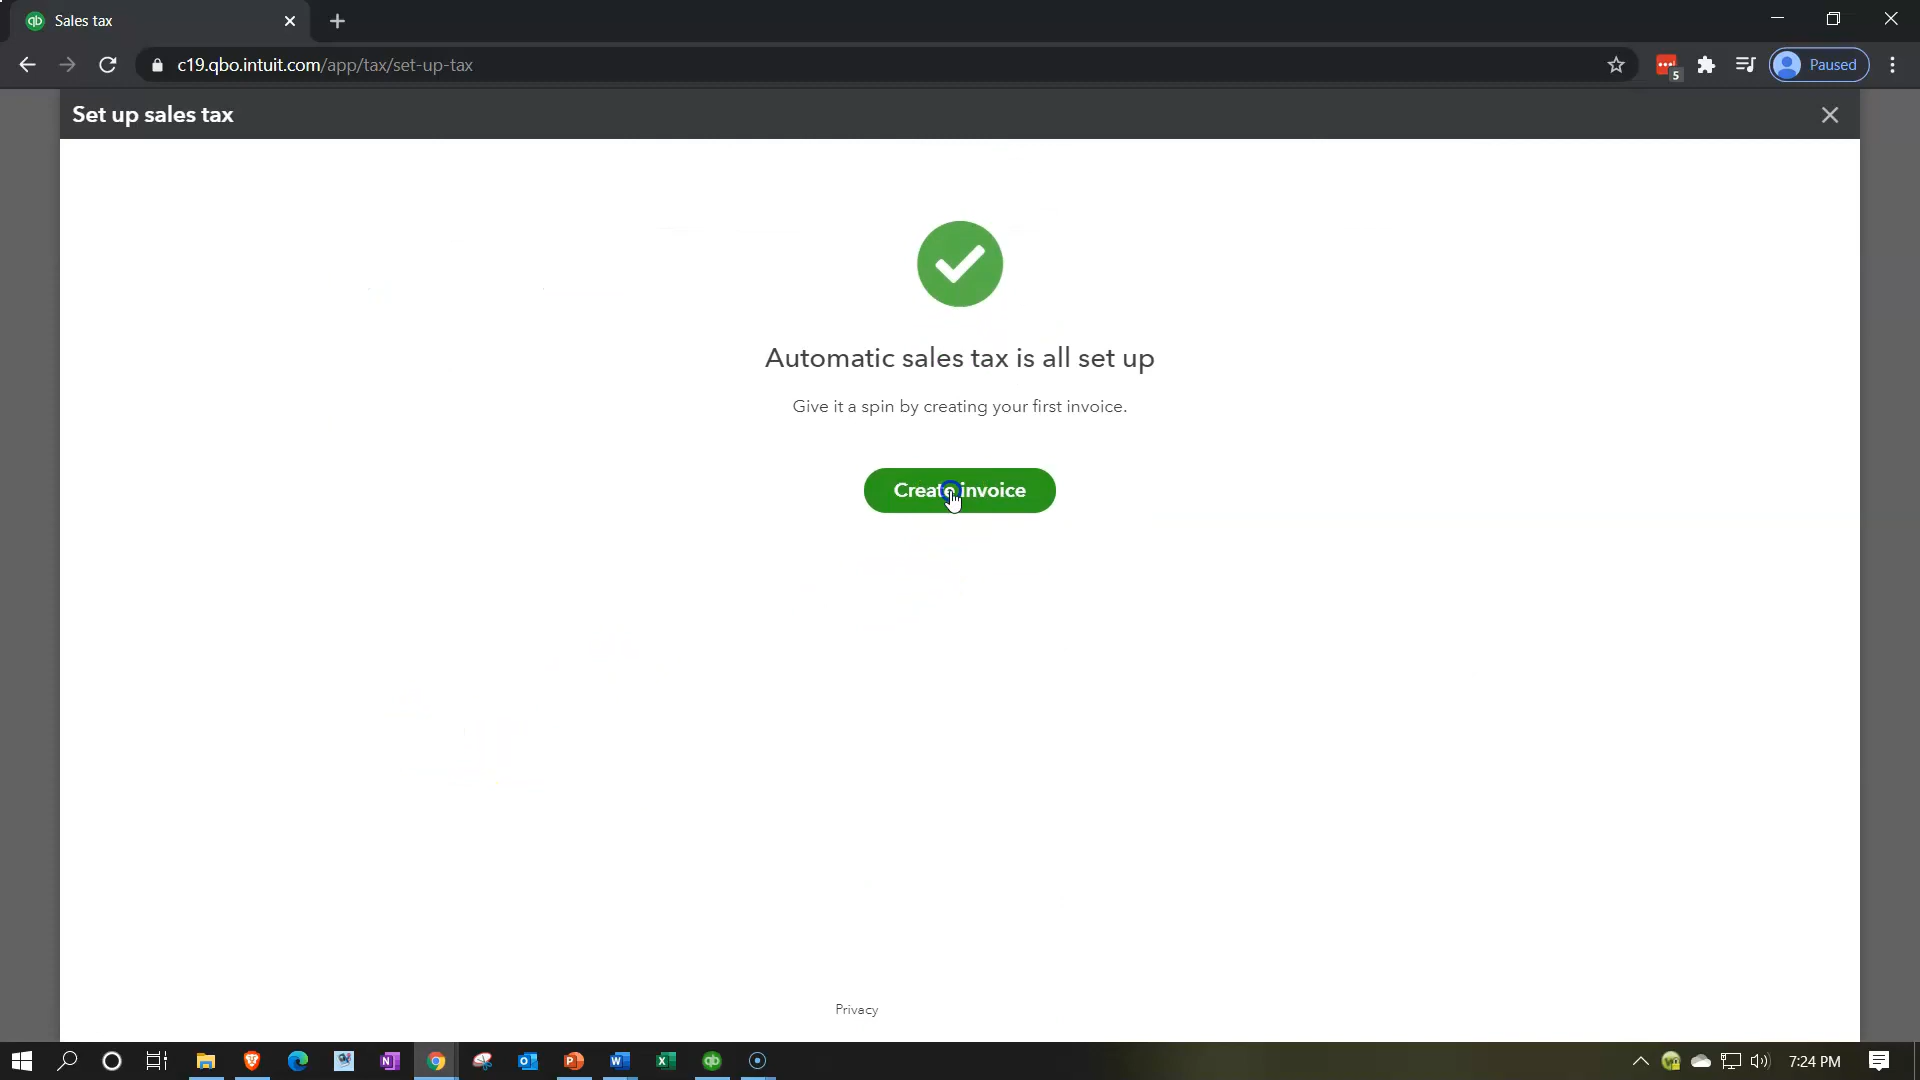 Sales tax
c19.qbo.intuit.com/app/tax/set-up-tax
5
Paused
Set up sales tax
Automatic sales tax is all set up
Give it a spin by creating your first invoice.
Create invoice
Privacy
7:24 PM